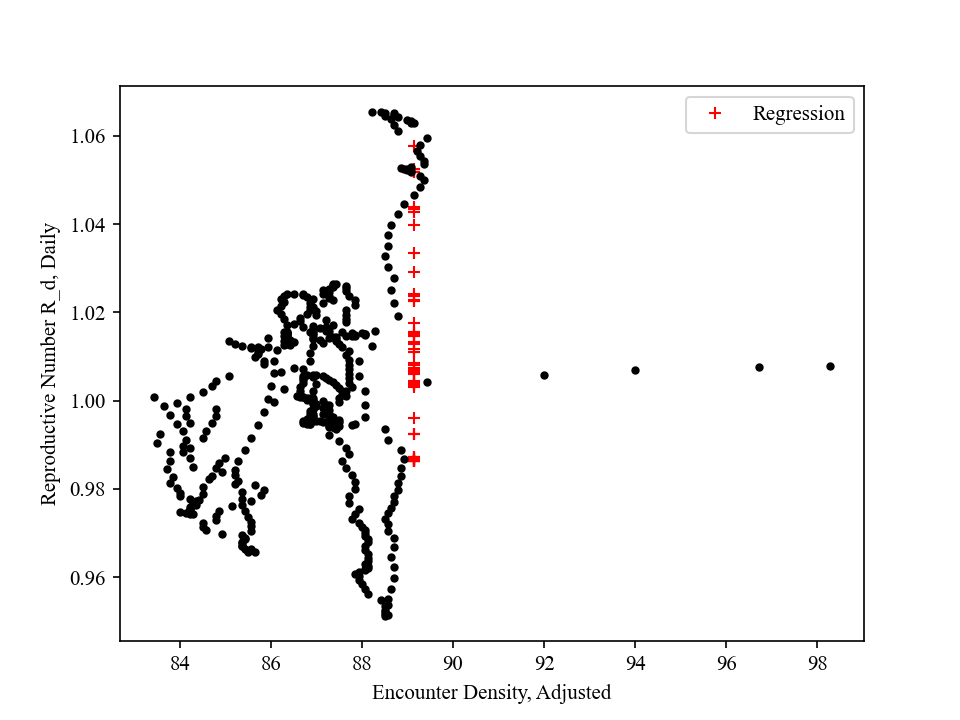 Regression
1.06
1.04
1.02
1.00
0.98
0.96
Reproductive Number R_d, Daily
84 86 88 90 92 94 96 98
Encounter Density, Adjusted